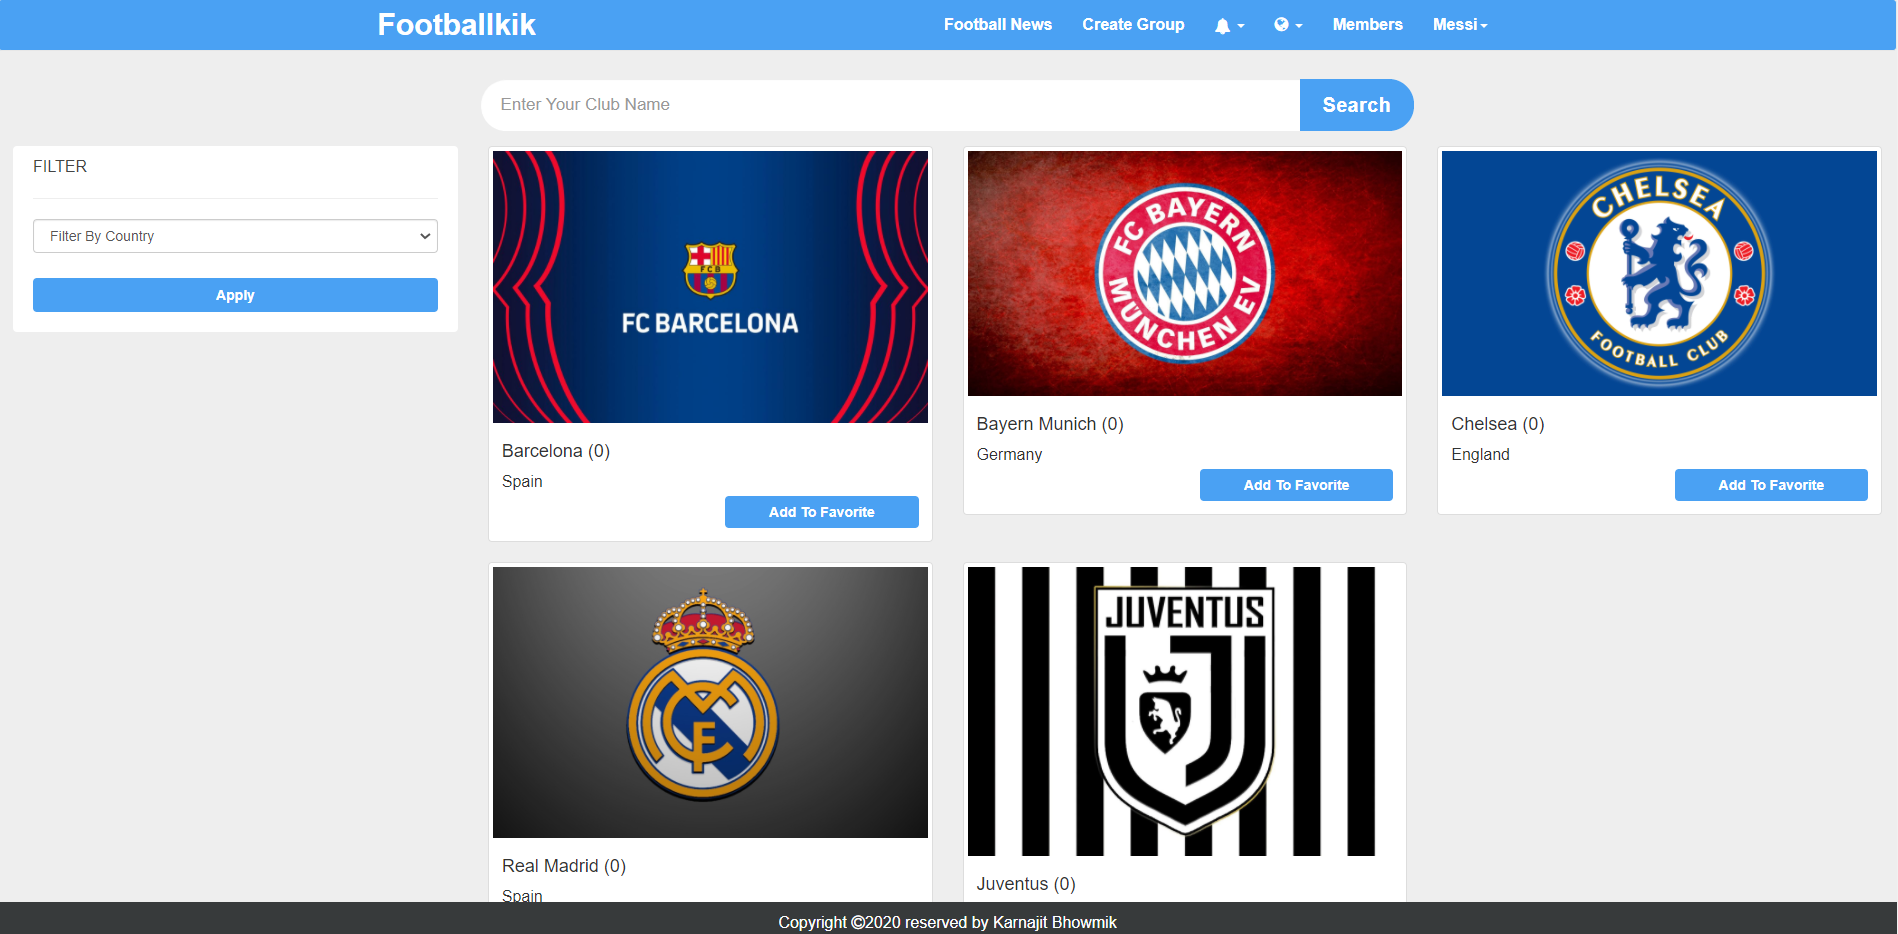 Footballkik
Football News
Create Group
Members
Messi
Enter Your Club Name
Search
FILTER
Filter By Country
Apply
FCB
FC BARCELONA
Barcelona (0)
Spain
Add To Favorite
FC BAYERN
MÜNCHEN EV
Bayern Munich (0)
Germany
Add To Favorite
CHELSEA
FOOTBALL CLUB
Chelsea (0)
England
Add To Favorite
Real Madrid (0)
Spain
JUVENTUS
Juventus (0)
Copyright ©2020 reserved by Karnajit Bhowmik